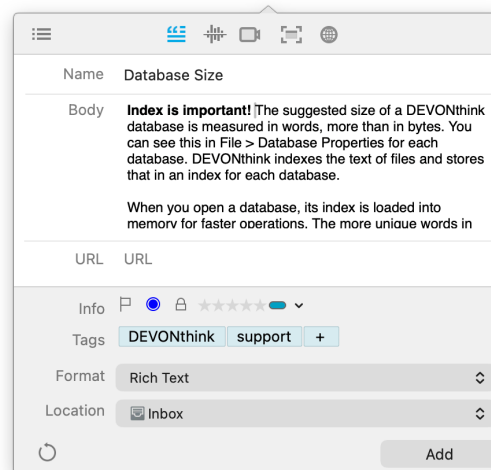 Name Database Size
Body Index is important! The suggested size of a DEVONthink
database is measured in words, more than in bytes. You
can see this in File > Database Properties for each
database. DEVONthink indexes the text of files and stores
that in an index for each database.
When you open a database, its index is loaded into
memory for faster operations. The more unique words in
URL URL
Info
Tags DEVONthink support +
Format Rich Text
Location Inbox
Add